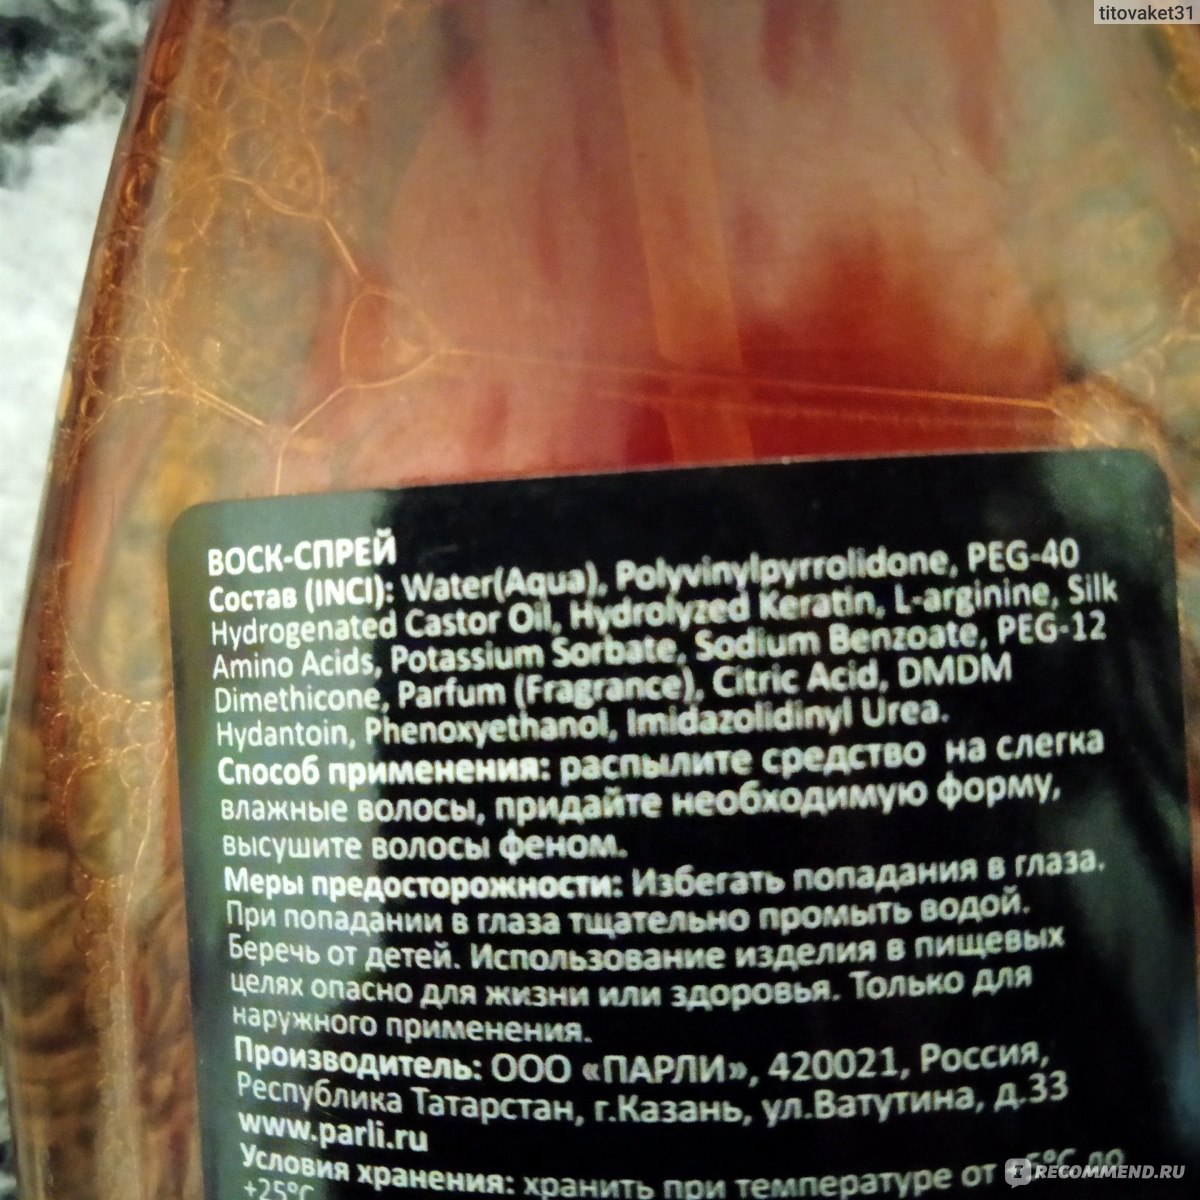 titovaket31
ВОСК-СПРЕЙ
Состав (INCI): Water(Aqua), Polyvinylpyrrolidone, PEG-40
Hydrogenated Castor Oil, Hydrolyzed Keratin, L-arginine, Silk
Amino Acids, Potassium Sorbate, Sodium Benzoate, PEG-12
Dimethicone, Parfum (Fragrance), Citric Acid, DMDM
Hydantoin, Phenoxyethanol, Imidazolidinyl Urea.
Способ применения: распылите средство на слегка
влажные волосы, придайте необходимую форму,
высушите волосы феном.
Меры предосторожности: Избегать попадания в глаза.
При попадании в глаза тщательно промыть водой.
Беречь от детей. Использование изделия в пищевых
целях опасно для жизни или здоровья. Только для
наружного применения.
Производитель: ООО «ПАРЛИ», 420021, Россия,
Республика Татарстан, г.Казань, ул.Ватутина, д.33
www.parli.ru
Условия хранения: хранить при температуре от +5°С до
+25°С
RECOMMEND.RU